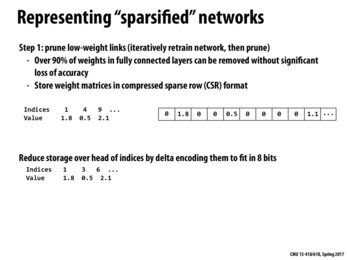 Representing “sparsified” networks
Step 1: prune low-weight links (iteratively retrain network, then prune)
- Over 90% of weights in fully connected layers can be removed without significant
loss of accuracy
- Store weight matrices in compressed sparse row (CSR) format
Indices 1 4 9 ...
Value 1.8 0.5 2.1
0 1.8 0 0 0.5 0 0 0 0 1.1 ...
Reduce storage over head of indices by delta encoding them to fit in 8 bits
Indices 1 3 6 ...
Value 1.8 0.5 2.1
CMU 15-418/618, Spring 2017